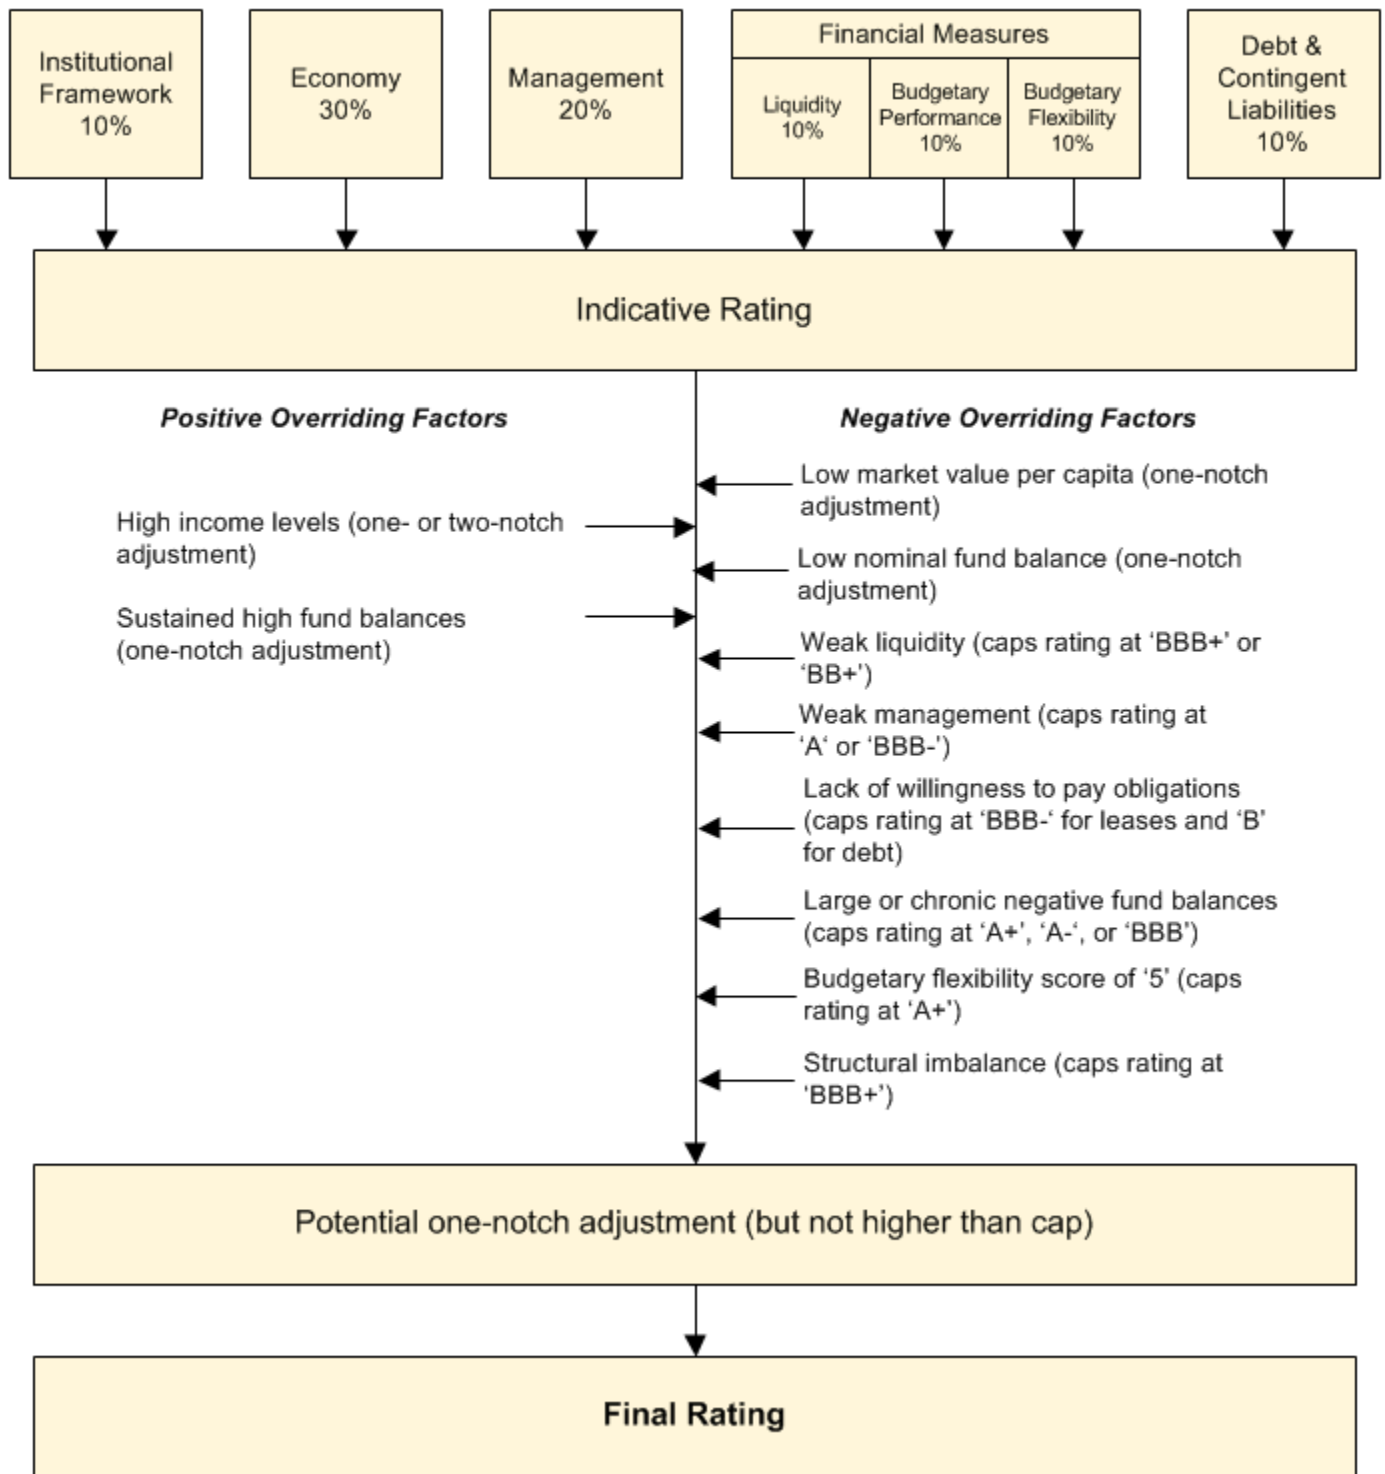 Institutional
Framework
10%
Economy
30%
Management
20%
Financial Measures
Liquidity
10%
Budgetary
Performance
10%
Budgetary
Flexibility
10%
Debt &
Contingent
Liabilities
10%
Indicative Rating
Positive Overriding Factors
High income levels (one- or two-notch
adjustment)
Sustained high fund balances
(one-notch adjustment)
Negative Overriding Factors
Low market value per capita (one-notch
adjustment)
Low nominal fund balance (one-notch
adjustment)
Weak liquidity (caps rating at ‘BBB+’ or
‘BB+’)
Weak management (caps rating at
‘A‘ or ‘BBB-’)
Lack of willingness to pay obligations
(caps rating at ‘BBB-‘ for leases and ‘B’
for debt)
Large or chronic negative fund balances
(caps rating at ‘A+’, ‘A-‘, or ‘BBB’)
Budgetary flexibility score of ‘5’ (caps
rating at ‘A+’)
Structural imbalance (caps rating at
‘BBB+’)
Potential one-notch adjustment (but not higher than cap)
Final Rating